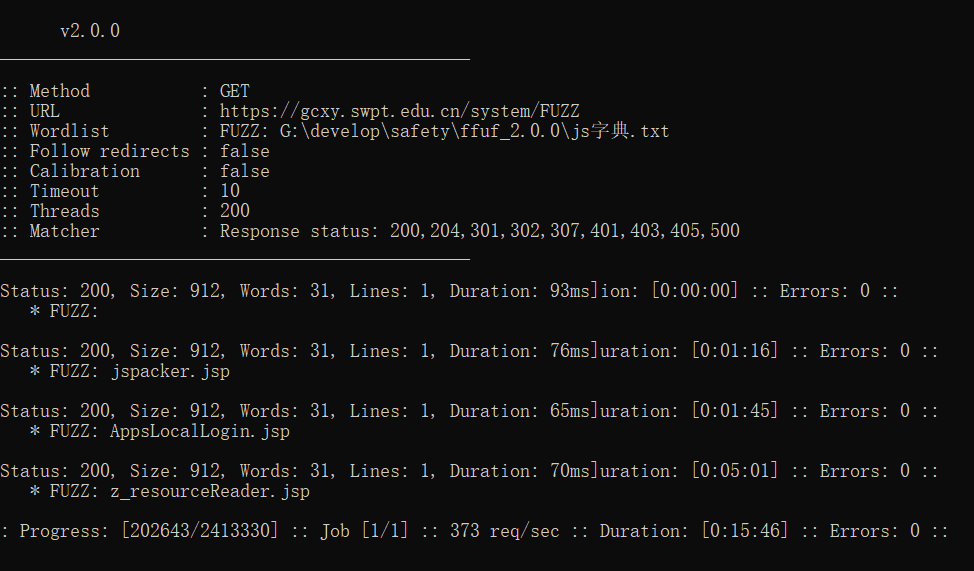 v2.0.0
:: Method : GET
:: URL : https://gcxy.swpt.edu.cn/system/FUZZ
:: Wordlist : FUZZ: G:\develop\safety\ffuf_2.0.0\js字典.txt
:: Follow redirects : false
:: Calibration : false
:: Timeout : 10
:: Threads : 200
:: Matcher : Response status: 200,204,301,302,307,401,403,405,500
Status: 200, Size: 912, Words: 31, Lines: 1, Duration: 93ms]ion: [0:00:00] :: Errors: 0 ::
* FUZZ:
Status: 200, Size: 912, Words: 31, Lines: 1, Duration: 76ms]uration: [0:01:16] :: Errors: 0 ::
* FUZZ: jspacker.jsp
Status: 200, Size: 912, Words: 31, Lines: 1, Duration: 65ms]uration: [0:01:45] :: Errors: 0 ::
* FUZZ: AppsLocalLogin.jsp
Status: 200, Size: 912, Words: 31, Lines: 1, Duration: 70ms]uration: [0:05:01] :: Errors: 0 ::
* FUZZ: z_resourceReader.jsp
: Progress: [202643/2413330] :: Job [1/1] :: 373 req/sec :: Duration: [0:15:46] :: Errors: 0 ::